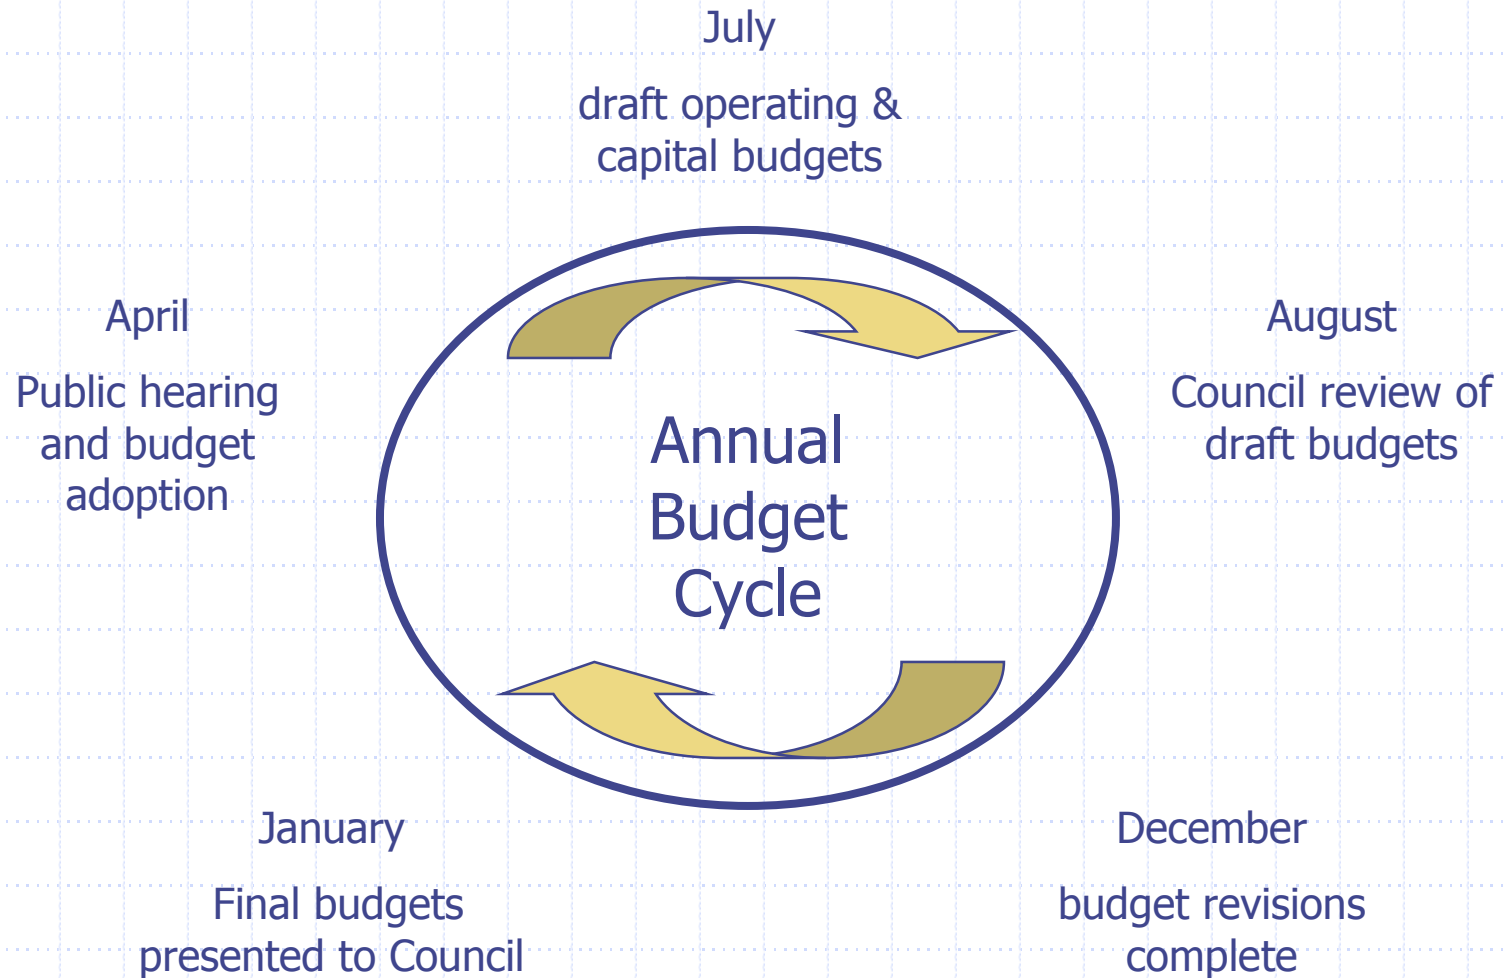 July
draft operating &
capital budgets
April
Public hearing
and budget
adoption
Annual
Budget
Cycle
August
Council review of
draft budgets
January
Final budgets
presented to Council
December
budget revisions
complete